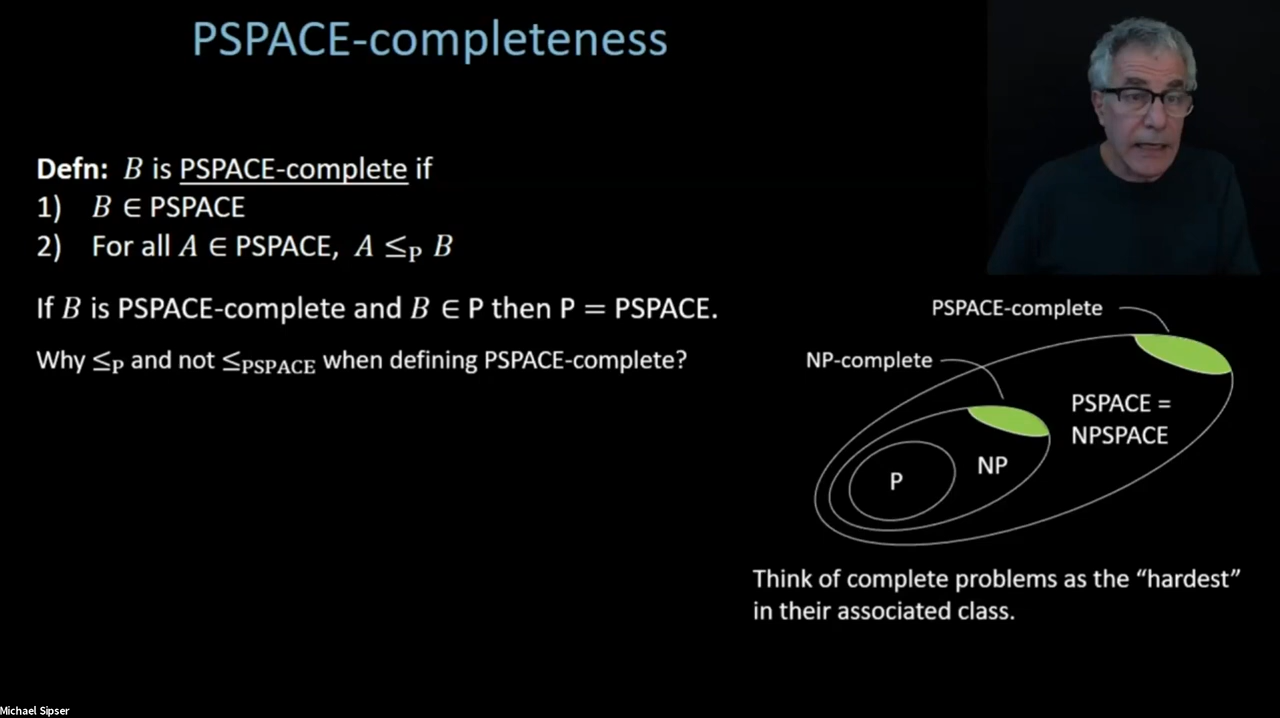 PSPACE-completeness
Defn: B is PSPACE-complete if
1) B ∈ PSPACE
2) For all A ∈ PSPACE, A ≤P B
If B is PSPACE-complete and B ∈ P then P = PSPACE.
Why ≤P and not ≤PSPACE when defining PSPACE-complete?
PSPACE-complete
NP-complete
PSPACE =
NPSPACE
NP
P
Think of complete problems as the “hardest”
in their associated class.
Michael Sipser